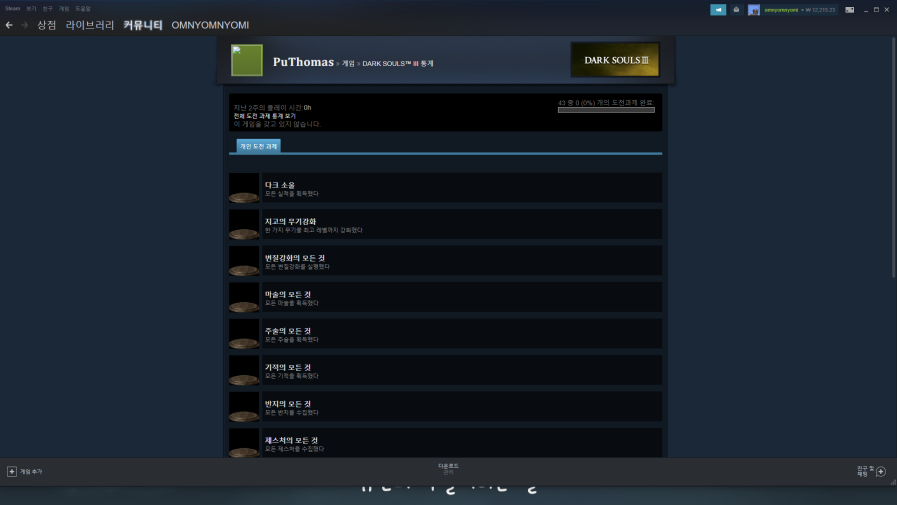 Steam 보기 친구 게임 도움말
omnyomnyomi ₩ 12,215.23
상점 라이브러리 커뮤니티 OMNYOMNYOMI
PuThomas > 게임 > DARK SOULS™ III 통계
DARK SOULS III
지난 2주의 플레이 시간:0h
전체 도전 과제 통계 보기
이 게임을 갖고 있지 않습니다.
43 중 0 (0%) 개의 도전과제 완료:
개인 도전 과제
다크 소울
모든 실적을 획득했다
지고의 무기강화
한 가지 무기를 최고 레벨까지 강화했다
변질강화의 모든 것
모든 변질강화를 실행했다
마술의 모든 것
모든 마술을 획득했다
주술의 모든 것
모든 주술을 획득했다
기적의 모든 것
모든 기적을 획득했다
반지의 모든 것
모든 반지를 수집했다
제스처의 모든 것
모든 제스처를 수집했다
게임 추가
다운로드
관리
친구 및
채팅